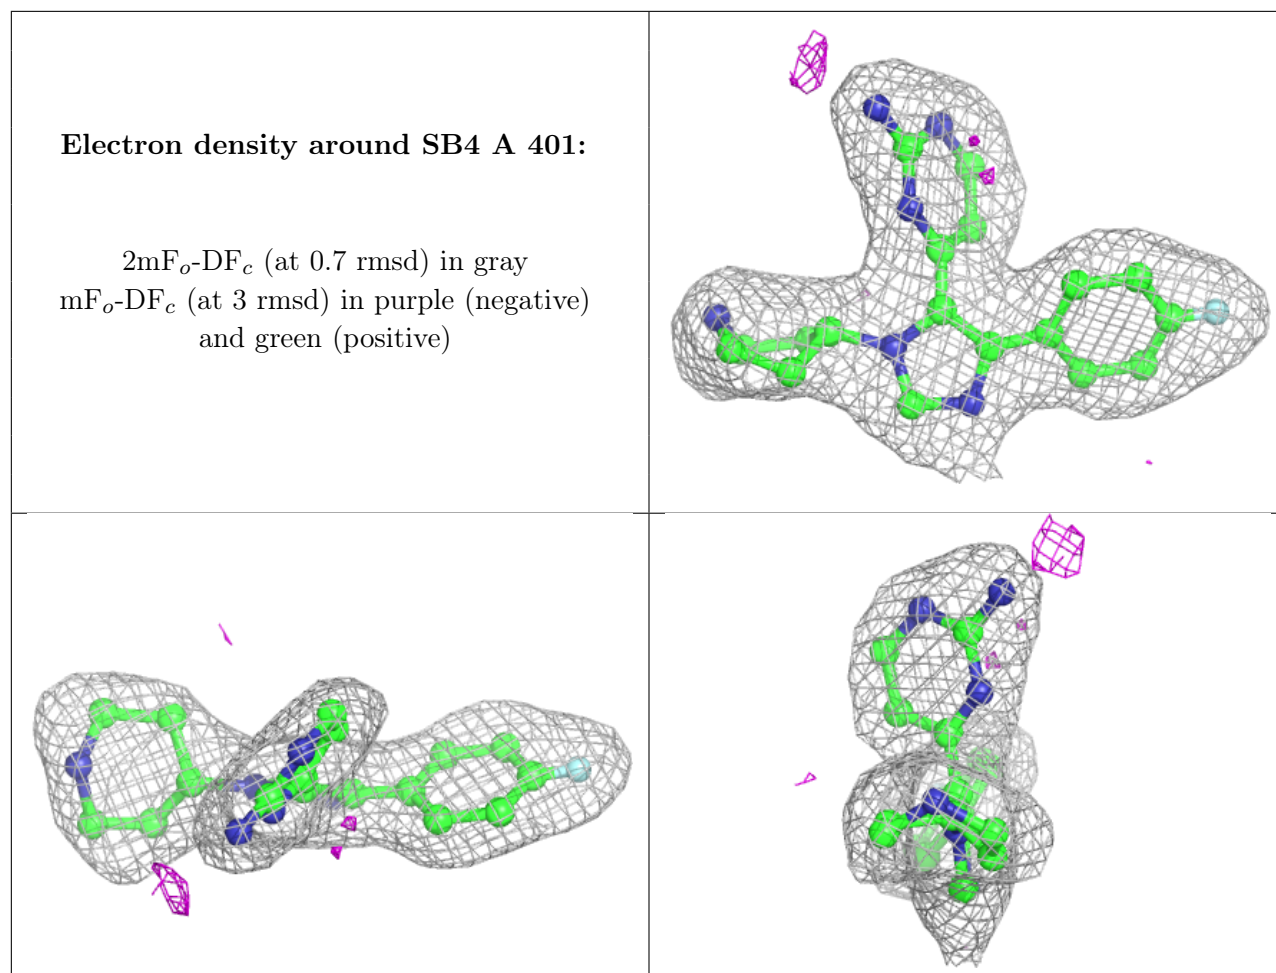 Electron density around SB4 A 401:
2mFo-DFc (at 0.7 rmsd) in gray
mFo-DFc (at 3 rmsd) in purple (negative)
and green (positive)